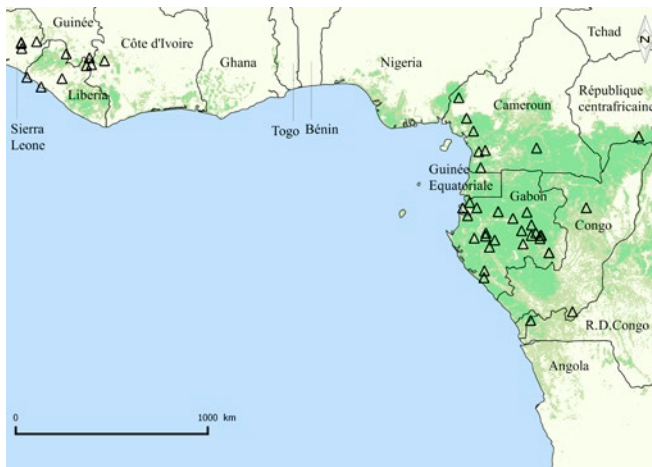 Guinée
Côte d'Ivoire
Ghana
Nigeria
Tchad
N
Cameroun
République
centrafricaine
Liberia
Sierra
Leone
Togo
Bénin
Guinée
Equatoriale
Gabon
Congo
R.D.Congo
Angola
0
1000 km